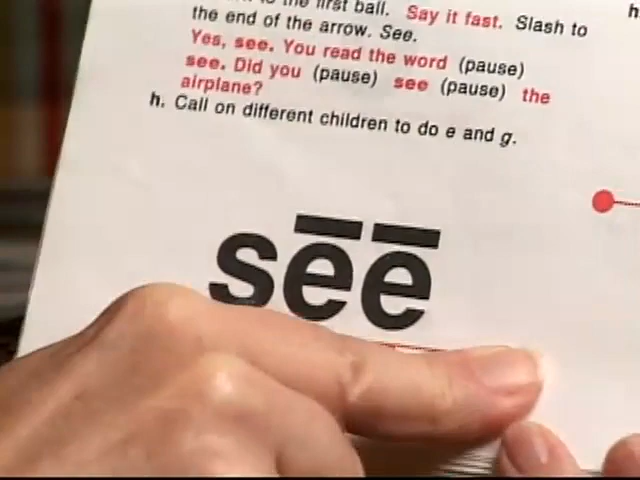 the first ball. Say it fast. Slash to
the end of the arrow. See.
Yes, see. You read the word (pause)
see. Did you (pause) see (pause) the
airplane?
h. Call on different children to do e and g.
h
sēē